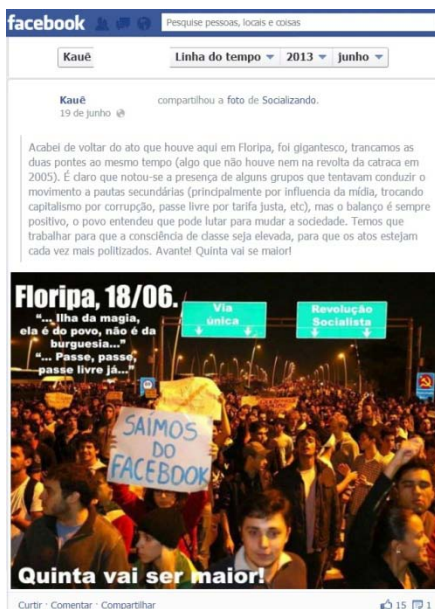 facebook Pesquise pessoas, locais e coisas
Kauê Linha do tempo 2013 junho
Kauê compartilhou a foto de Socializando.
19 de junho
Acabei de voltar do ato que houve aqui em Floripa, foi gigantesco, trancamos as
duas pontes ao mesmo tempo (algo que não houve nem na revolta da catraca em
2005). É claro que notou-se a presença de alguns grupos que tentavam conduzir o
movimento a pautas secundárias (principalmente por influencia da mídia, trocando
capitalismo por corrupção, passe livre por tarifa justa, etc), mas o balanço é sempre
positivo, o povo entendeu que pode lutar para mudar a sociedade. Temos que
trabalhar para que a consciência de classe seja elevada, para que os atos estejam
cada vez mais politizados. Avante! Quinta vai se maior!
Floripa, 18/06.
"... Ilha da magia,
ela é do povo, não é da
burguesia..."
"... Passe, passe,
passe livre já..."
Via
única
Revolução
Socialista
SAÍMOS
DO
FACEBOOK
Quinta vai ser maior!
Curtir · Comentar · Compartilhar 15 1